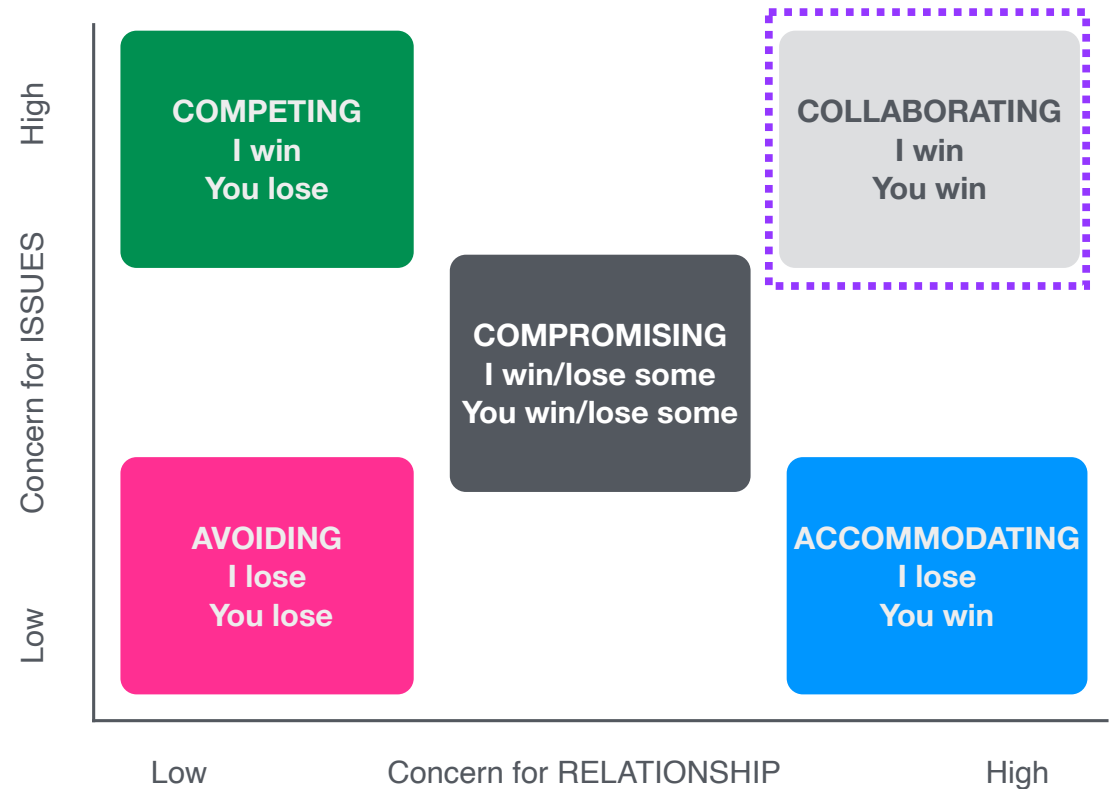 High
Concern for ISSUES
Low
COMPETING
I win
You lose
COLLABORATING
I win
You win
COMPROMISING
I win/lose some
You win/lose some
AVOIDING
I lose
You lose
ACCOMMODATING
I lose
You win
Low
Concern for RELATIONSHIP
High